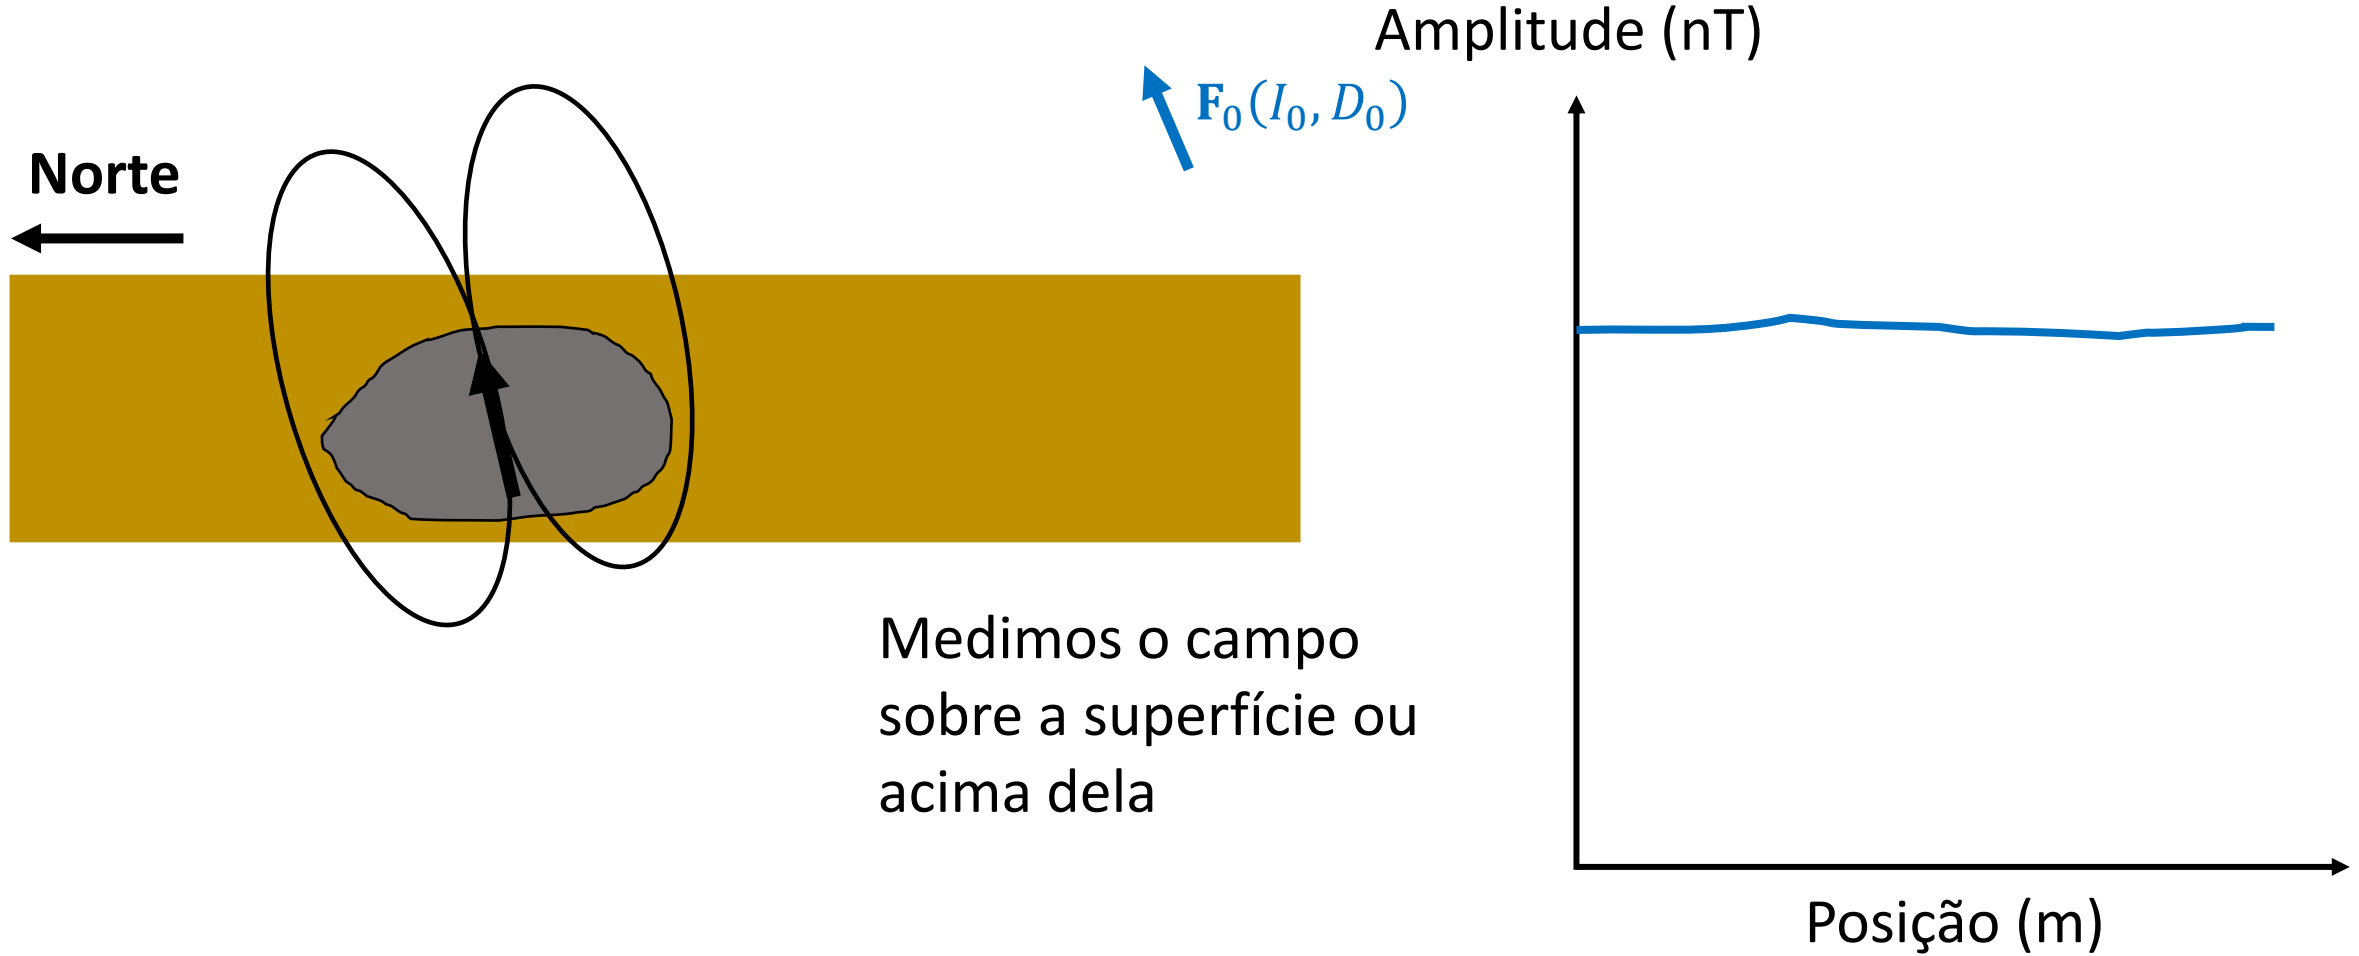 Amplitude (nT)
𝐅₀(𝐼₀, 𝐷₀)
Norte
Medimos o campo
sobre a superfície ou
acima dela
Posição (m)